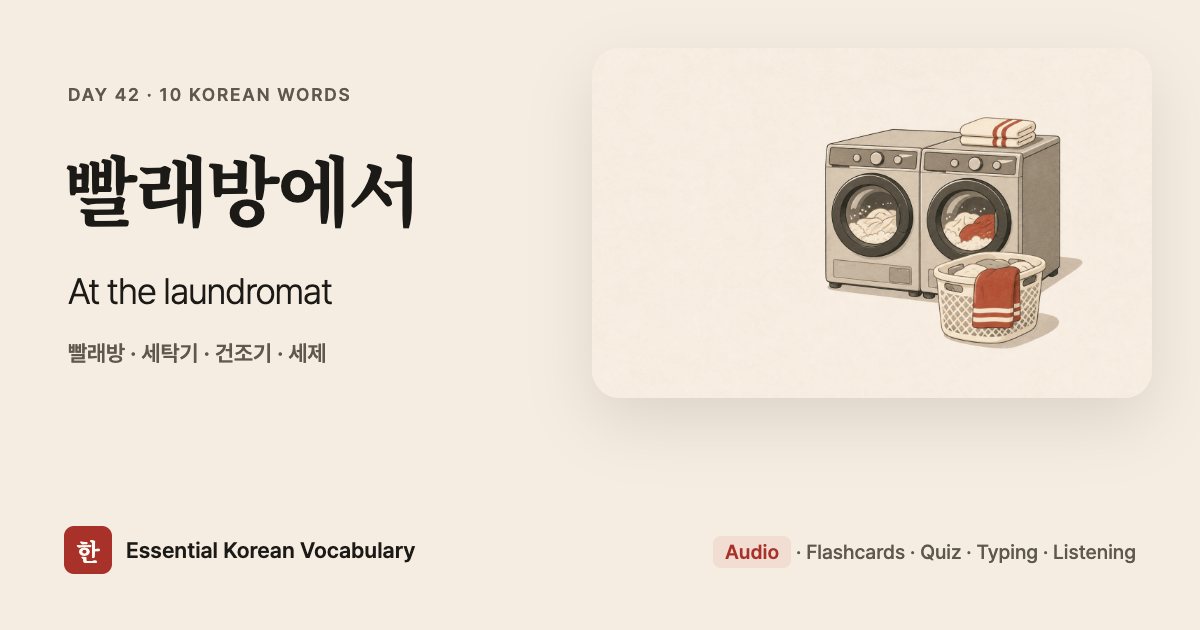 DAY 42 · 10 KOREAN WORDS
빨래방에서
At the laundromat
빨래방 · 세탁기 · 건조기 · 세제
한 Essential Korean Vocabulary
Audio · Flashcards · Quiz · Typing · Listening